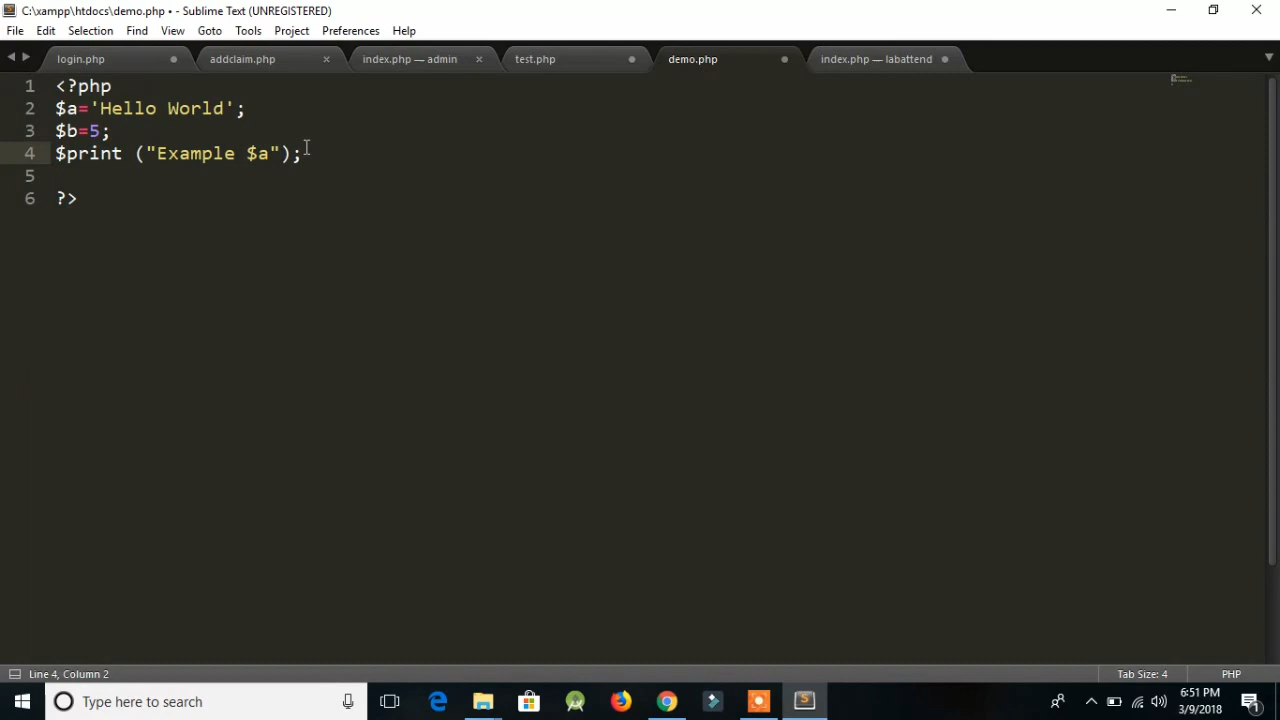 C:\xampp\htdocs\demo.php • - Sublime Text (UNREGISTERED)
File Edit Selection Find View Goto Tools Project Preferences Help
login.php addclaim.php index.php — admin test.php demo.php index.php — labattend
1 <?php
2 $a='Hello World';
3 $b=5;
4 $print ("Example $a");
5
6 ?>
Line 4, Column 2 Tab Size: 4 PHP
Type here to search
6:51 PM
3/9/2018
1